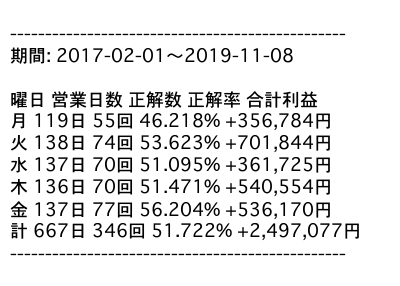 ------------------------------------------------
期間: 2017-02-01～2019-11-08
曜日 営業日数 正解数 正解率 合計利益
月 119日 55回 46.218% +356,784円
火 138日 74回 53.623% +701,844円
水 137日 70回 51.095% +361,725円
木 136日 70回 51.471% +540,554円
金 137日 77回 56.204% +536,170円
計 667日 346回 51.722% +2,497,077円
------------------------------------------------